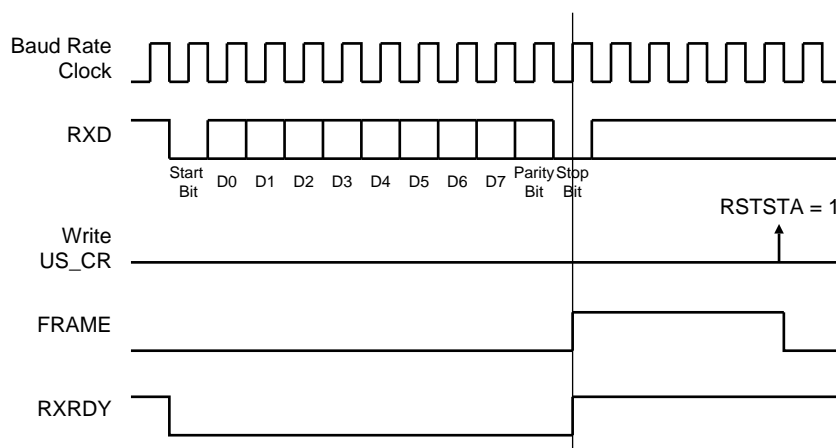 Baud Rate
Clock
RXD
Start
Bit
D0 D1 D2 D3 D4 D5 D6 D7
Parity
Bit
Stop
Bit
RSTSTA = 1
Write
US_CR
FRAME
RXRDY